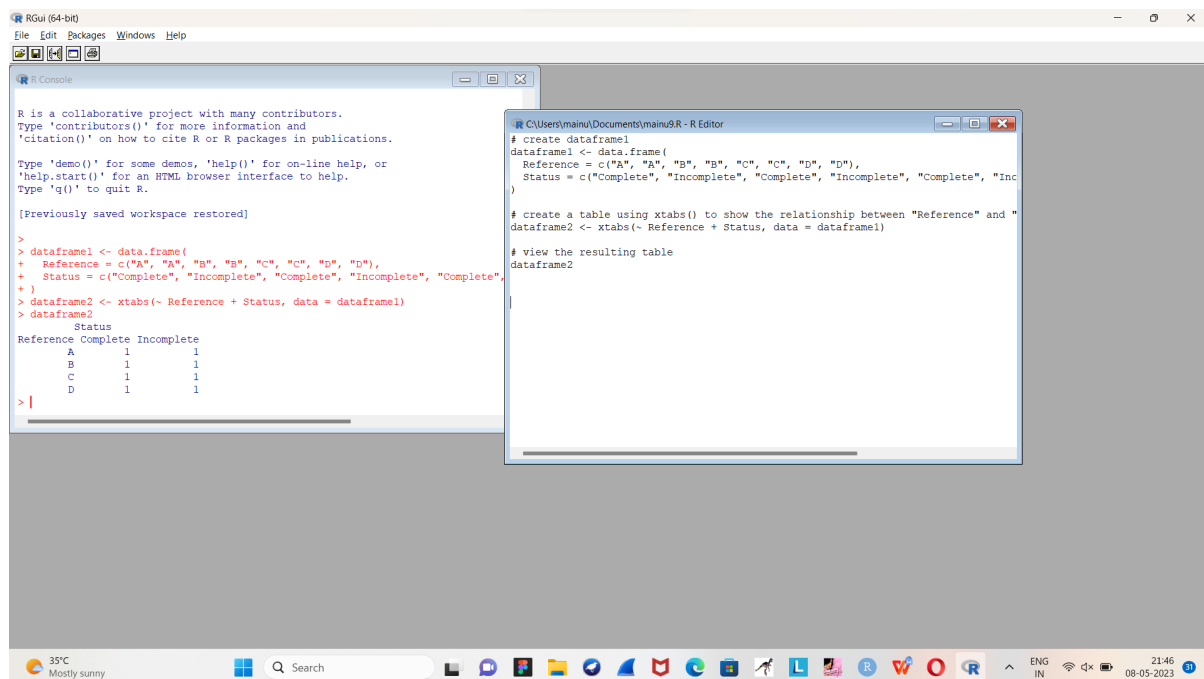 RGui (64-bit)
File Edit Packages Windows Help
R Console
R is a collaborative project with many contributors.
Type 'contributors()' for more information and
'citation()' on how to cite R or R packages in publications.
Type 'demo()' for some demos, 'help()' for on-line help, or
'help.start()' for an HTML browser interface to help.
Type 'q()' to quit R.
[Previously saved workspace restored]
>
> dataframe1 <- data.frame(
+   Reference = c("A", "A", "B", "B", "C", "C", "D", "D"),
+   Status = c("Complete", "Incomplete", "Complete", "Incomplete", "Complete",
+ )
> dataframe2 <- xtabs(~ Reference + Status, data = dataframe1)
> dataframe2
Status
Reference Complete Incomplete
A 1 1
B 1 1
C 1 1
D 1 1
>
C:\Users\mainu\Documents\mainu9.R - R Editor
# create dataframe1
dataframe1 <- data.frame(
  Reference = c("A", "A", "B", "B", "C", "C", "D", "D"),
  Status = c("Complete", "Incomplete", "Complete", "Incomplete", "Complete", "Inc
)
# create a table using xtabs() to show the relationship between "Reference" and "
dataframe2 <- xtabs(~ Reference + Status, data = dataframe1)
# view the resulting table
dataframe2
35°C
Mostly sunny
Search
ENG
IN
21:46
08-05-2023
31